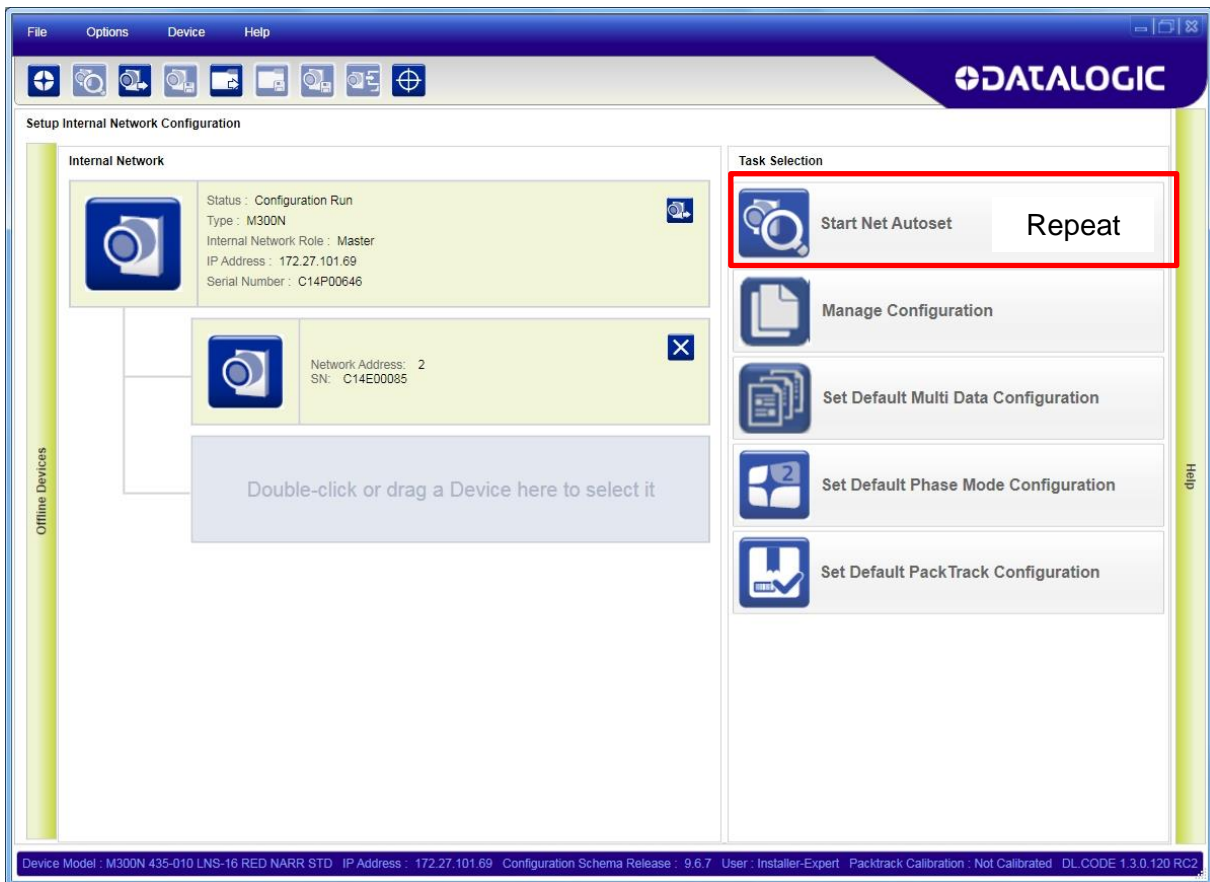 File Options Device Help
DATALOGIC
Setup Internal Network Configuration
Internal Network
Status : Configuration Run
Type : M300N
Internal Network Role : Master
IP Address : 172.27.101.69
Serial Number : C14P00646
Network Address: 2
SN: C14E00085
Double-click or drag a Device here to select it
Offline Devices
Task Selection
Start Net Autoset Repeat
Manage Configuration
Set Default Multi Data Configuration
2
Set Default Phase Mode Configuration
Set Default PackTrack Configuration
Help
Device Model : M300N 435-010 LNS-16 RED NARR STD IP Address : 172.27.101.69 Configuration Schema Release : 9.6.7 User : Installer-Expert Packtrack Calibration : Not Calibrated DL.CODE 1.3.0.120 RC2